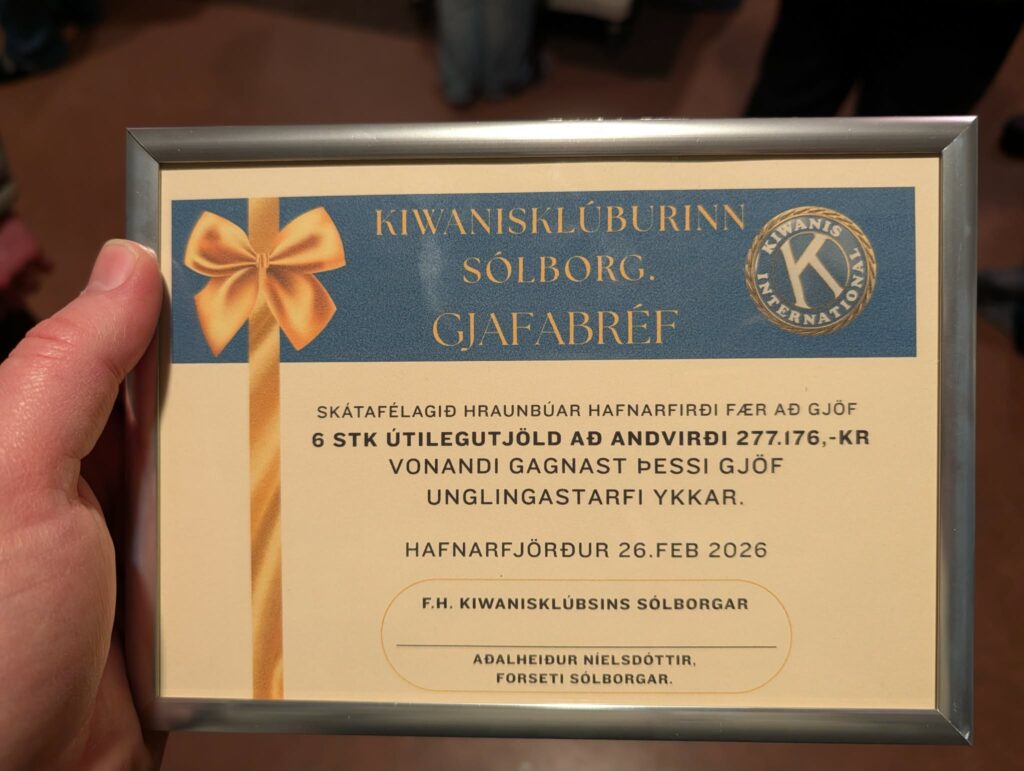 KIWANISKLÚBURINN
SÓLBORG.
GJAFABRÉF
KIWANIS
K
INTERNATIONAL
SKÁTAFÉLAGIÐ HRAUNBÚAR HAFNARFIRÐI FÆR AÐ GJÖF
6 STK ÚTILEGUTJÖLD AÐ ANDVIRÐI 277.176,-KR
VONANDI GAGNAST ÞESSI GJÖF
UNGLINGASTARFI YKKAR.
HAFNARFJÖRÐUR 26.FEB 2026
F.H. KIWANISKLÚBSINS SÓLBORGAR
AÐALHEIÐUR NÍELSDÓTTIR,
FORSETI SÓLBORGAR.